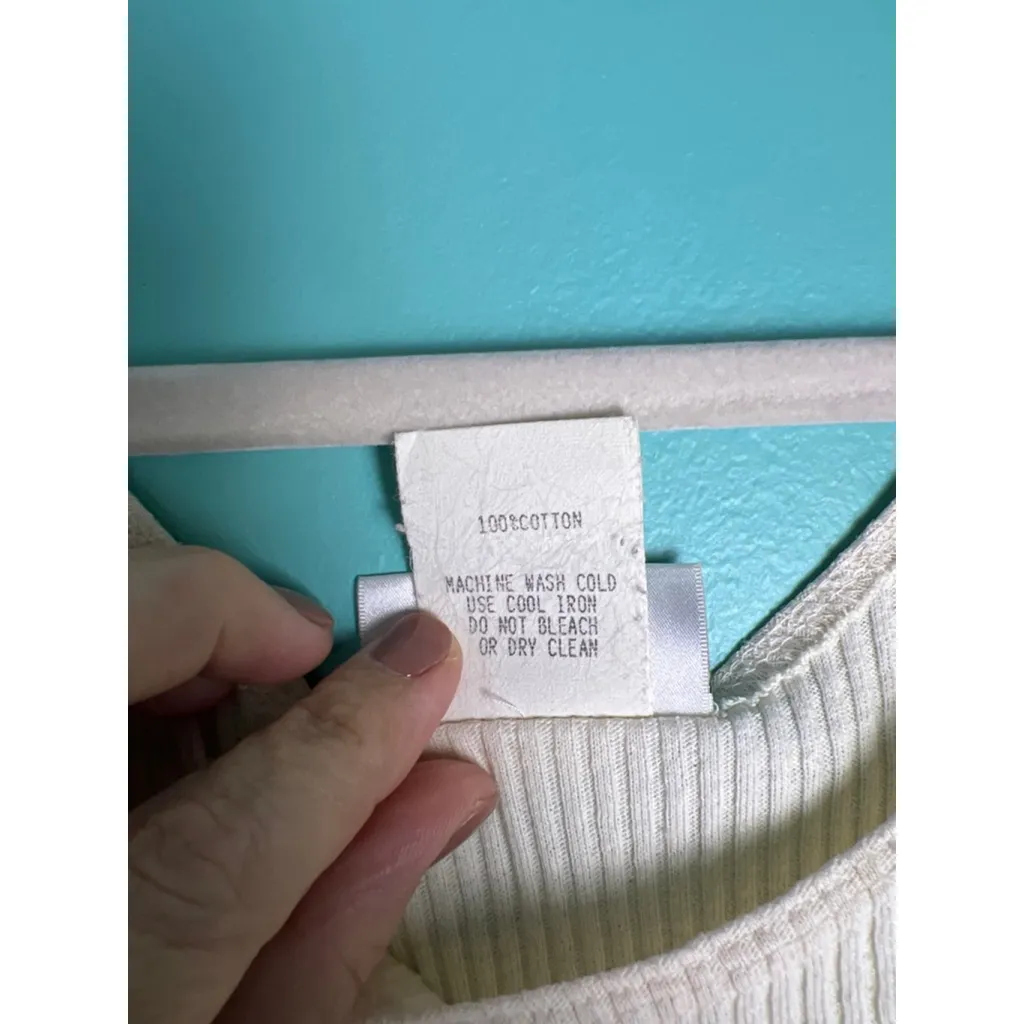 100%COTTON
MACHINE WASH COLD
USE COOL IRON
DO NOT BLEACH
OR DRY CLEAN